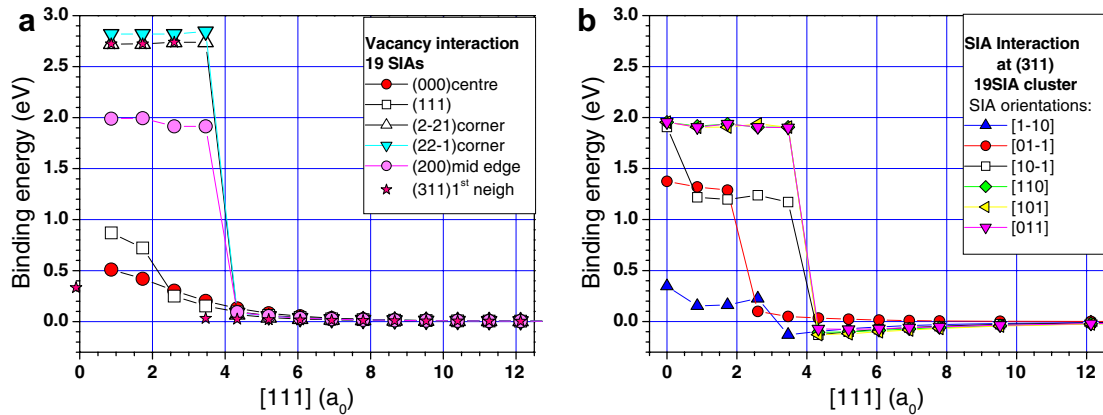 a
Binding energy (eV)
3.0
2.5
2.0
1.5
1.0
0.5
0.0
0 2 4 6 8 10 12
[111] (a0)
Vacancy interaction
19 SIAs
(000)centre
(111)
(2-21)corner
(22-1)corner
(200)mid edge
(311)1st neigh
b
Binding energy (eV)
3.0
2.5
2.0
1.5
1.0
0.5
0.0
0 2 4 6 8 10 12
[111] (a0)
SIA Interaction
at (311)
19SIA cluster
SIA orientations:
[1-10]
[01-1]
[10-1]
[110]
[101]
[011]